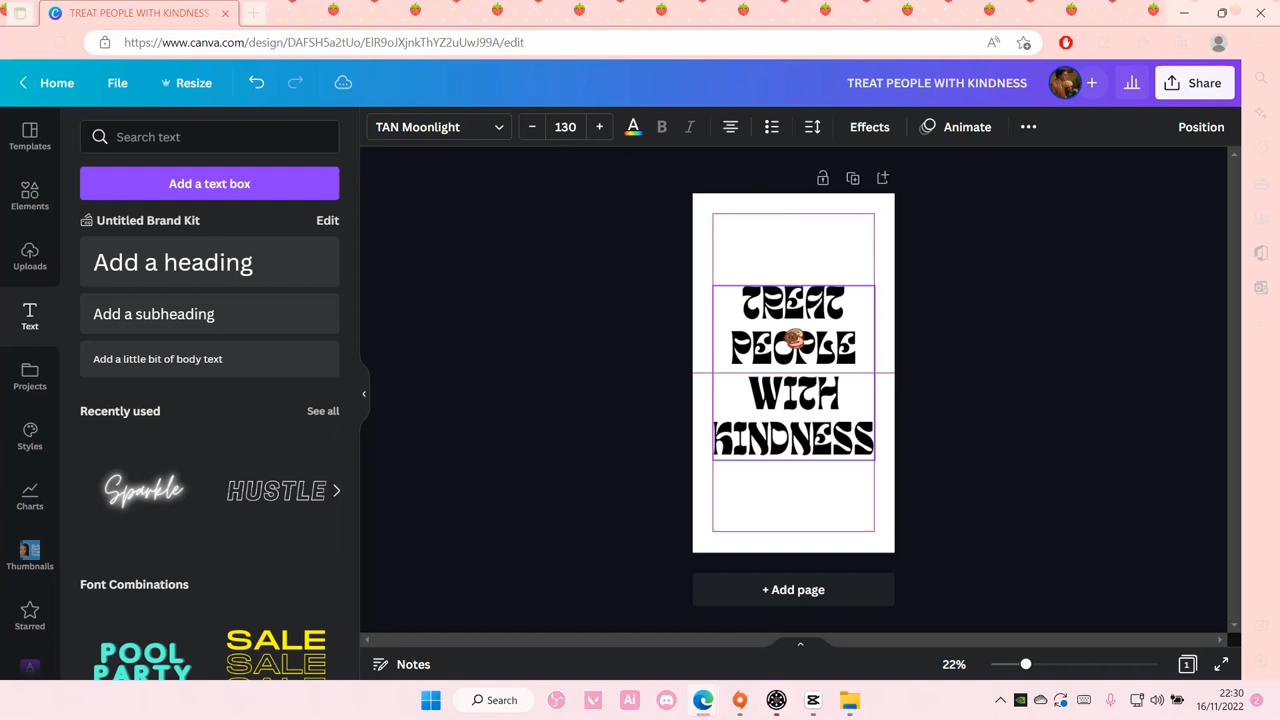 TREAT PEOPLE WITH KINDNESS
https://www.canva.com/design/DAFSH5a2tUo/ElR9oJXjnkThYZ2uUwJ99A/edit
Home File Resize TREAT PEOPLE WITH KINDNESS Share
Templates
Elements
Uploads
Text
Projects
Styles
Charts
Thumbnails
Starred
Search text
Add a text box
Untitled Brand Kit Edit
Add a heading
Add a subheading
Add a little bit of body text
Recently used See all
Sparkle HUSTLE
Font Combinations
POOL
PARTY
SALE
SALE
SALE
TAN Moonlight 130 A B I Effects Animate Position
TREAT
PEOPLE
WITH
KINDNESS
+ Add page
Notes 22% 1
Search Ai 22:30
16/11/2022 2